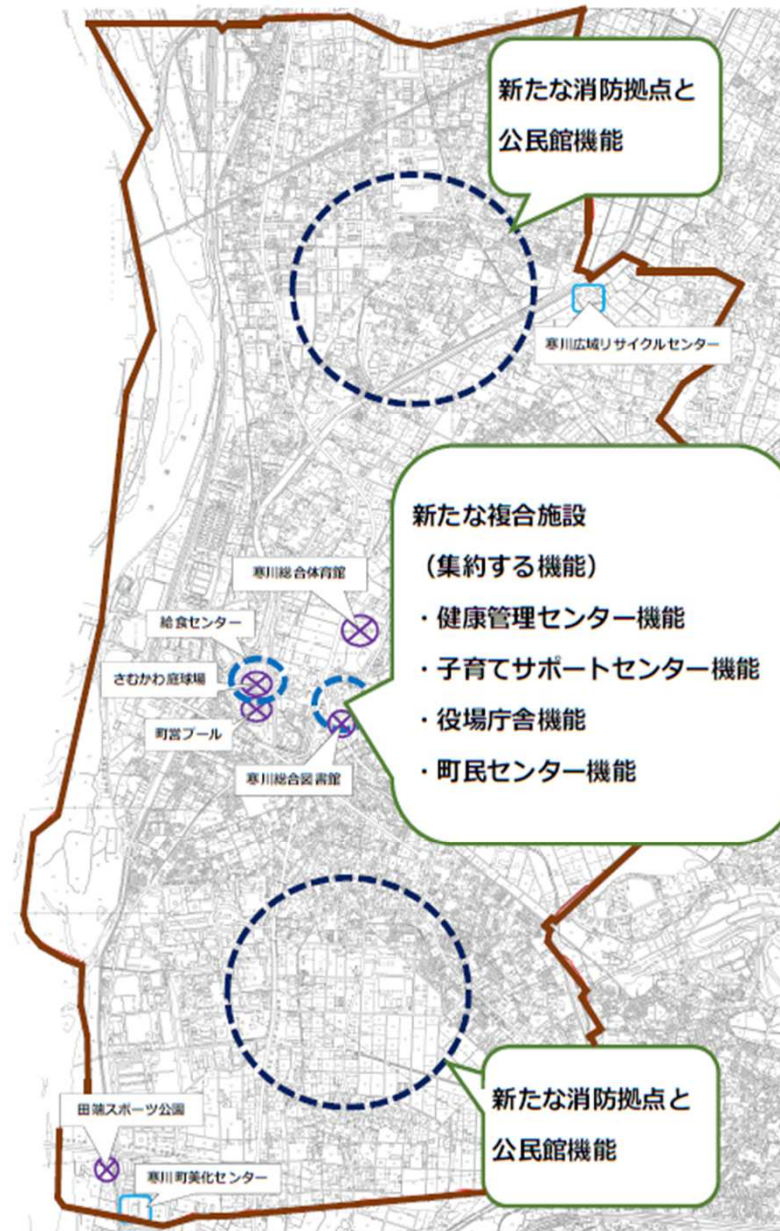 新たな消防拠点と
公民館機能
寒川広域リサイクルセンター
新たな複合施設
（集約する機能）
・健康管理センター機能
・子育てサポートセンター機能
・役場庁舎機能
・町民センター機能
寒川総合体育館
給食センター
さむかわ庭球場
町営プール
寒川総合図書館
新たな消防拠点と
公民館機能
田端スポーツ公園
寒川町美化センター